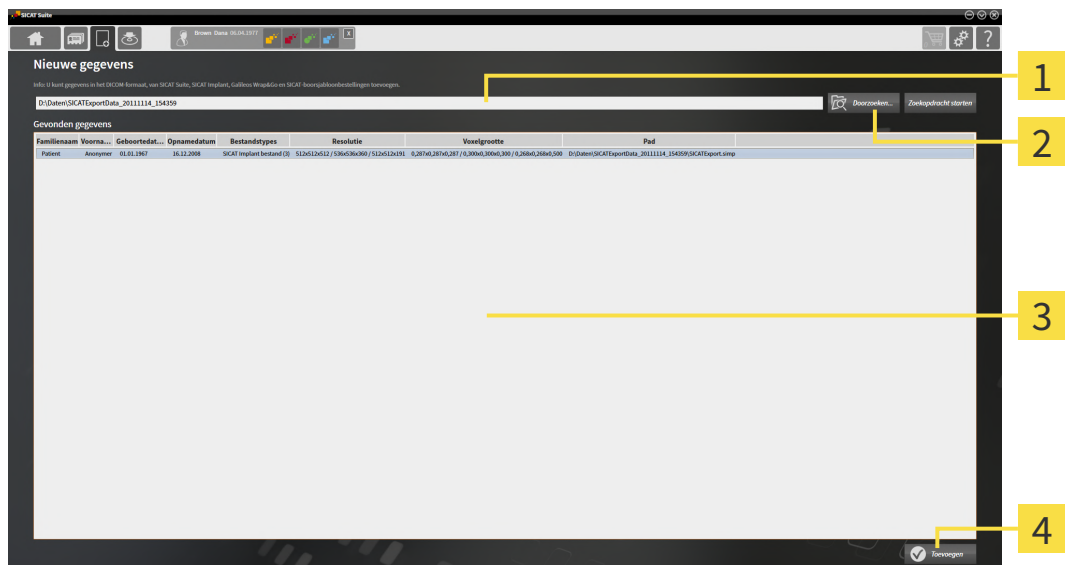 SICAT Suite
Brown Dana 06.04.1977
X
?
Nieuwe gegevens
Info: U kunt gegevens in het DICOM-formaat, van SICAT Suite, SICAT Implant, Galileos Wrap&Go en SICAT-boorsjabloonbestellingen toevoegen.
D:\Daten\SICATExportData_20111114_154359
Doorzoeken... Zoekopdracht starten
Gevonden gegevens
Familienaam Voorna... Geboortedat... Opnamedatum Bestandstypes Resolutie Voxelgrootte Pad
Patient Anonymer 01.01.1967 16.12.2008 SICAT Implant bestand (3) 512x512x512 / 536x536x360 / 512x512x191 0,287x0,287x0,287 / 0,300x0,300x0,300 / 0,268x0,268x0,500 D:\Daten\SICATExportData_20111114_154359\SICATExport.simp
Toevoegen
1
2
3
4